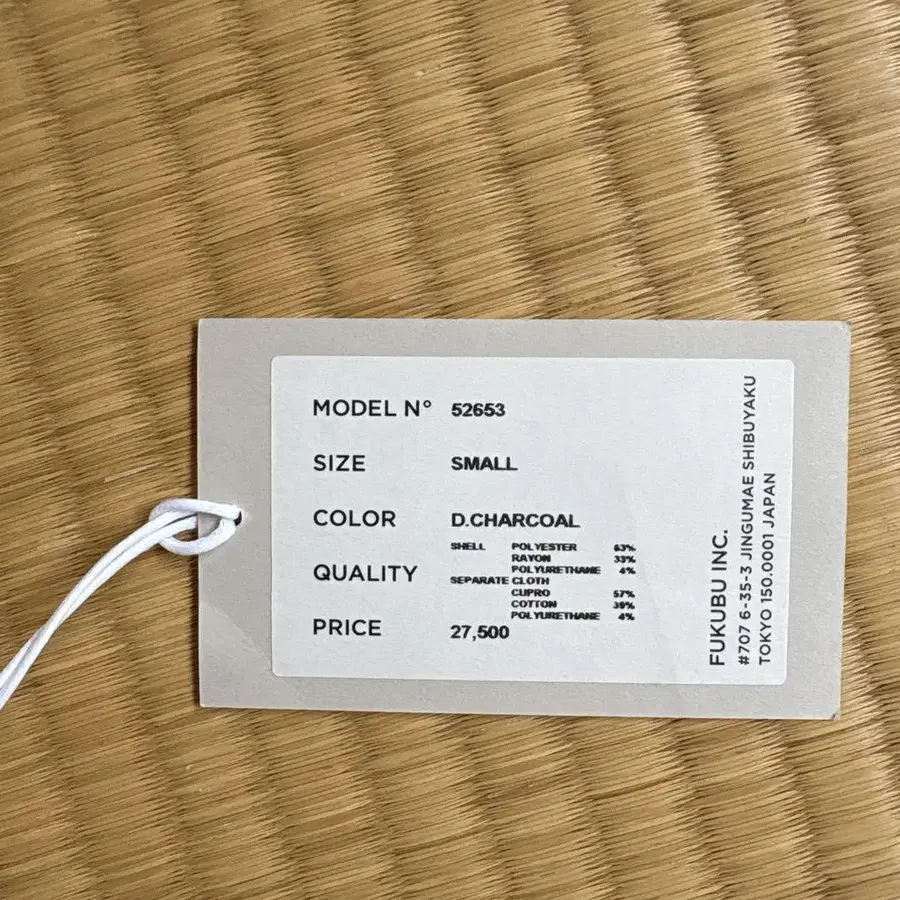 MODEL N° 52653
SIZE SMALL
COLOR D.CHARCOAL
QUALITY
SHELL POLYESTER 63%
RAYON 33%
POLYURETHANE 4%
SEPARATE CLOTH
CUPRO 57%
COTTON 39%
POLYURETHANE 4%
PRICE 27,500
FUKUBU INC.
#707 6-35-3 JINGUMAE SHIBUYAKU
TOKYO 150.0001 JAPAN